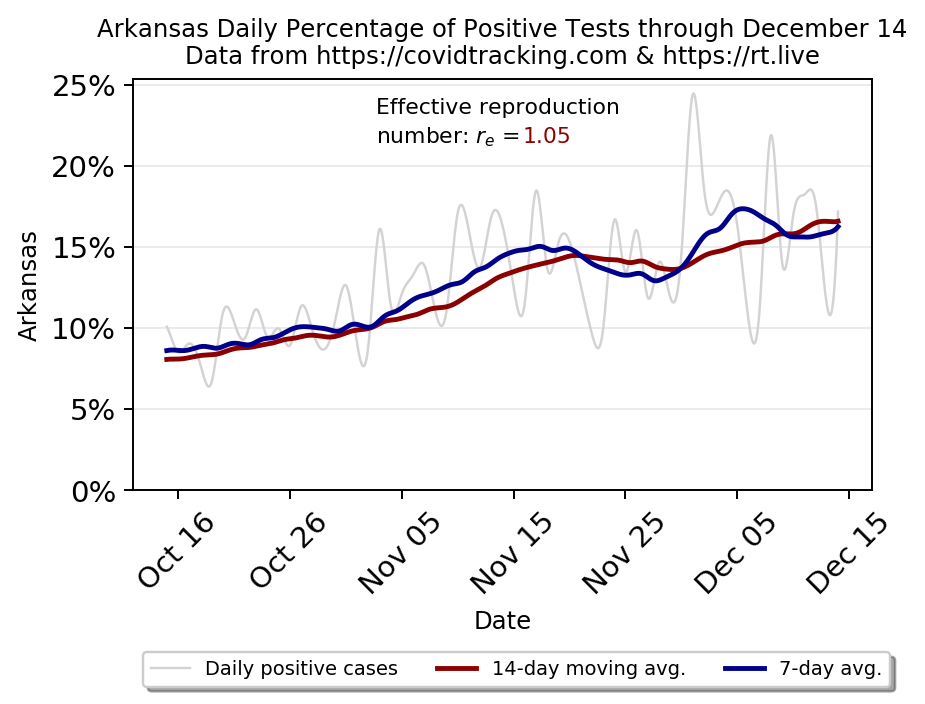 Arkansas Daily Percentage of Positive Tests through December 14
Data from https://covidtracking.com & https://rt.live
Effective reproduction
number: rₑ =1.05
25%
20%
15%
10%
5%
0%
Arkansas
Oct 16
Oct 26
Nov 05
Nov 15
Nov 25
Dec 05
Dec 15
Date
Daily positive cases
14-day moving avg.
7-day avg.